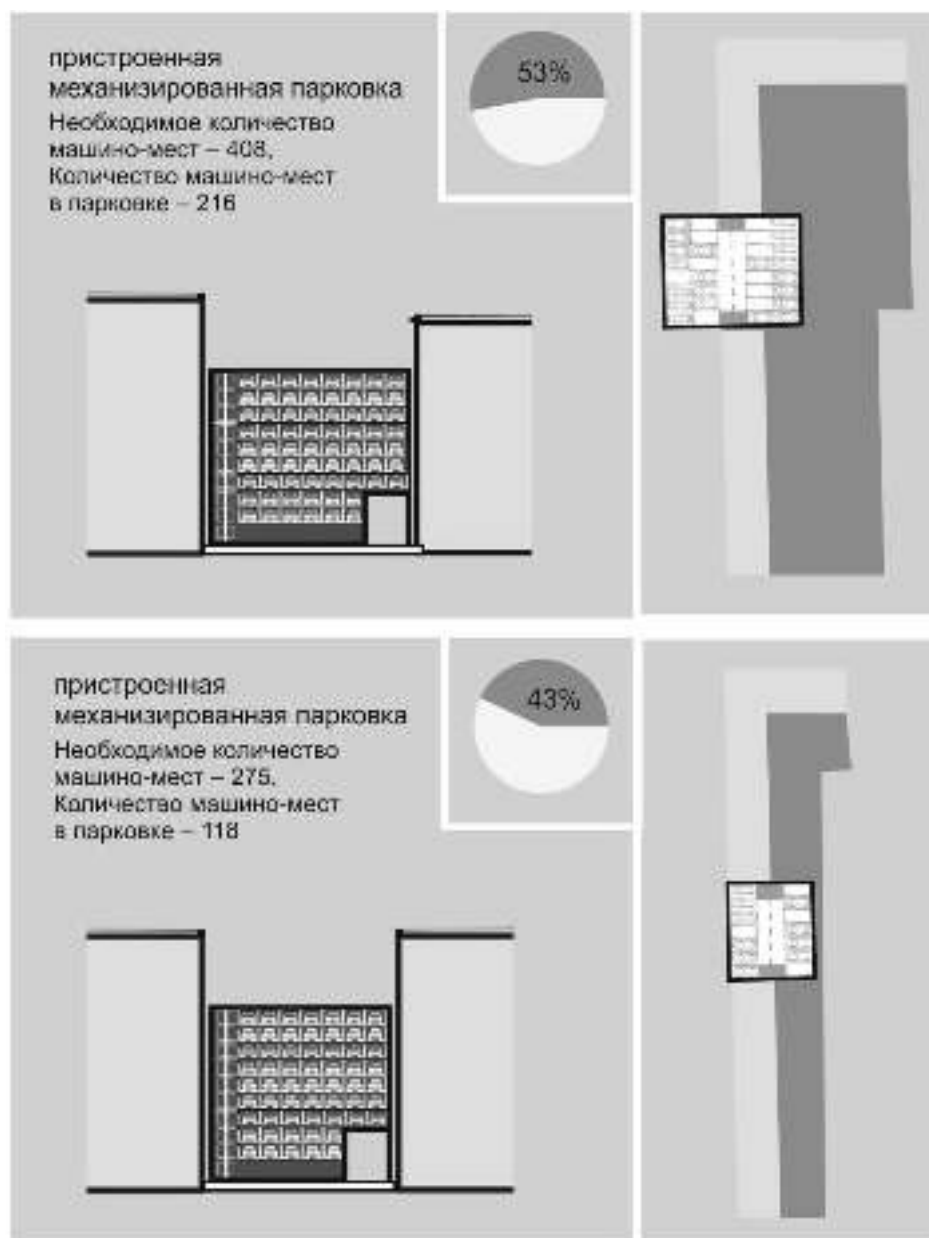 пристроенная
механизированная парковка
Необходимое количество
машино-мест – 408,
Количество машино-мест
в парковке – 216
53%
пристроенная
механизированная парковка
Необходимое количество
машино-мест – 275,
Количество машино-мест
в парковке – 118
43%